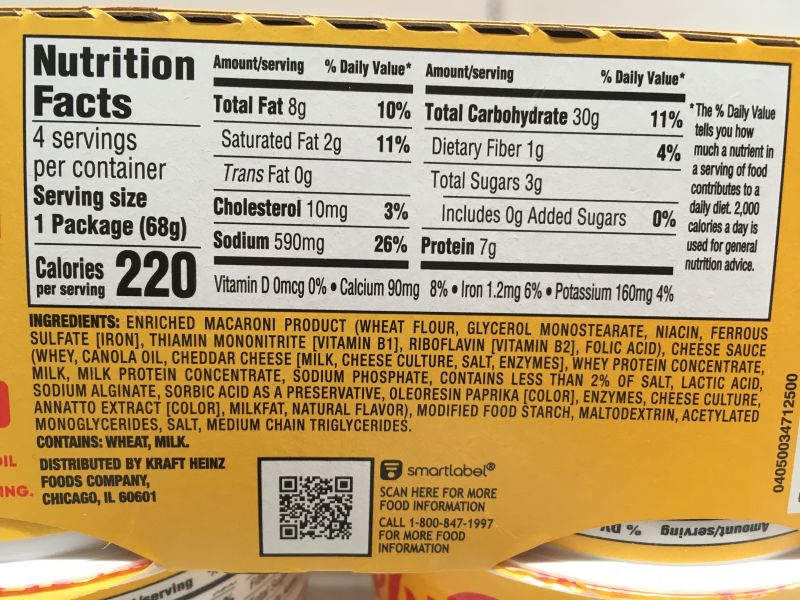 Nutrition
Facts
4 servings
per container
Serving size
1 Package (68g)
Calories
per serving
220
Amount/serving % Daily Value*
Total Fat 8g 10%
Saturated Fat 2g 11%
Trans Fat 0g
Cholesterol 10mg 3%
Sodium 590mg 26%
Amount/serving % Daily Value*
Total Carbohydrate 30g 11%
Dietary Fiber 1g 4%
Total Sugars 3g
Includes 0g Added Sugars 0%
Protein 7g
Vitamin D 0mcg 0% • Calcium 90mg 8% • Iron 1.2mg 6% • Potassium 160mg 4%
*The % Daily Value
tells you how
much a nutrient in
a serving of food
contributes to a
daily diet. 2,000
calories a day is
used for general
nutrition advice.
INGREDIENTS: ENRICHED MACARONI PRODUCT (WHEAT FLOUR, GLYCEROL MONOSTEARATE, NIACIN, FERROUS
SULFATE [IRON], THIAMIN MONONITRITE [VITAMIN B1], RIBOFLAVIN [VITAMIN B2], FOLIC ACID), CHEESE SAUCE
(WHEY, CANOLA OIL, CHEDDAR CHEESE [MILK, CHEESE CULTURE, SALT, ENZYMES], WHEY PROTEIN CONCENTRATE,
MILK, MILK PROTEIN CONCENTRATE, SODIUM PHOSPHATE, CONTAINS LESS THAN 2% OF SALT, LACTIC ACID,
SODIUM ALGINATE, SORBIC ACID AS A PRESERVATIVE, OLEORESIN PAPRIKA [COLOR], ENZYMES, CHEESE CULTURE,
ANNATTO EXTRACT [COLOR], MILKFAT, NATURAL FLAVOR), MODIFIED FOOD STARCH, MALTODEXTRIN, ACETYLATED
MONOGLYCERIDES, SALT, MEDIUM CHAIN TRIGLYCERIDES.
CONTAINS: WHEAT, MILK.
DISTRIBUTED BY KRAFT HEINZ
FOODS COMPANY,
CHICAGO, IL 60601
smartlabel®
SCAN HERE FOR MORE
FOOD INFORMATION
CALL 1-800-847-1997
FOR MORE FOOD
INFORMATION
04050034712500
OIL
ING.
Amount/serving % DV
serving